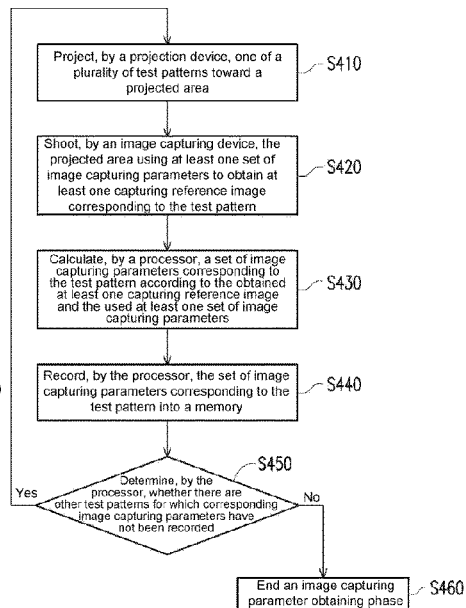 Project, by a projection device, one of a
plurality of test patterns toward a
projected area
S410
Shoot, by an image capturing device, the
projected area using at least one set of
image capturing parameters to obtain at
least one capturing reference image
corresponding to the test pattern
S420
Calculate, by a processor, a set of image
capturing parameters corresponding to
the test pattern according to the obtained
at least one capturing reference image
and the used at least one set of image
capturing parameters
S430
Record, by the processor, the set of image
capturing parameters corresponding to the
test pattern into a memory
S440
S450
Determine, by the
processor, whether there are
other test patterns for which corresponding
image capturing parameters have
not been recorded
Yes
No
End an image capturing
parameter obtaining phase
S460